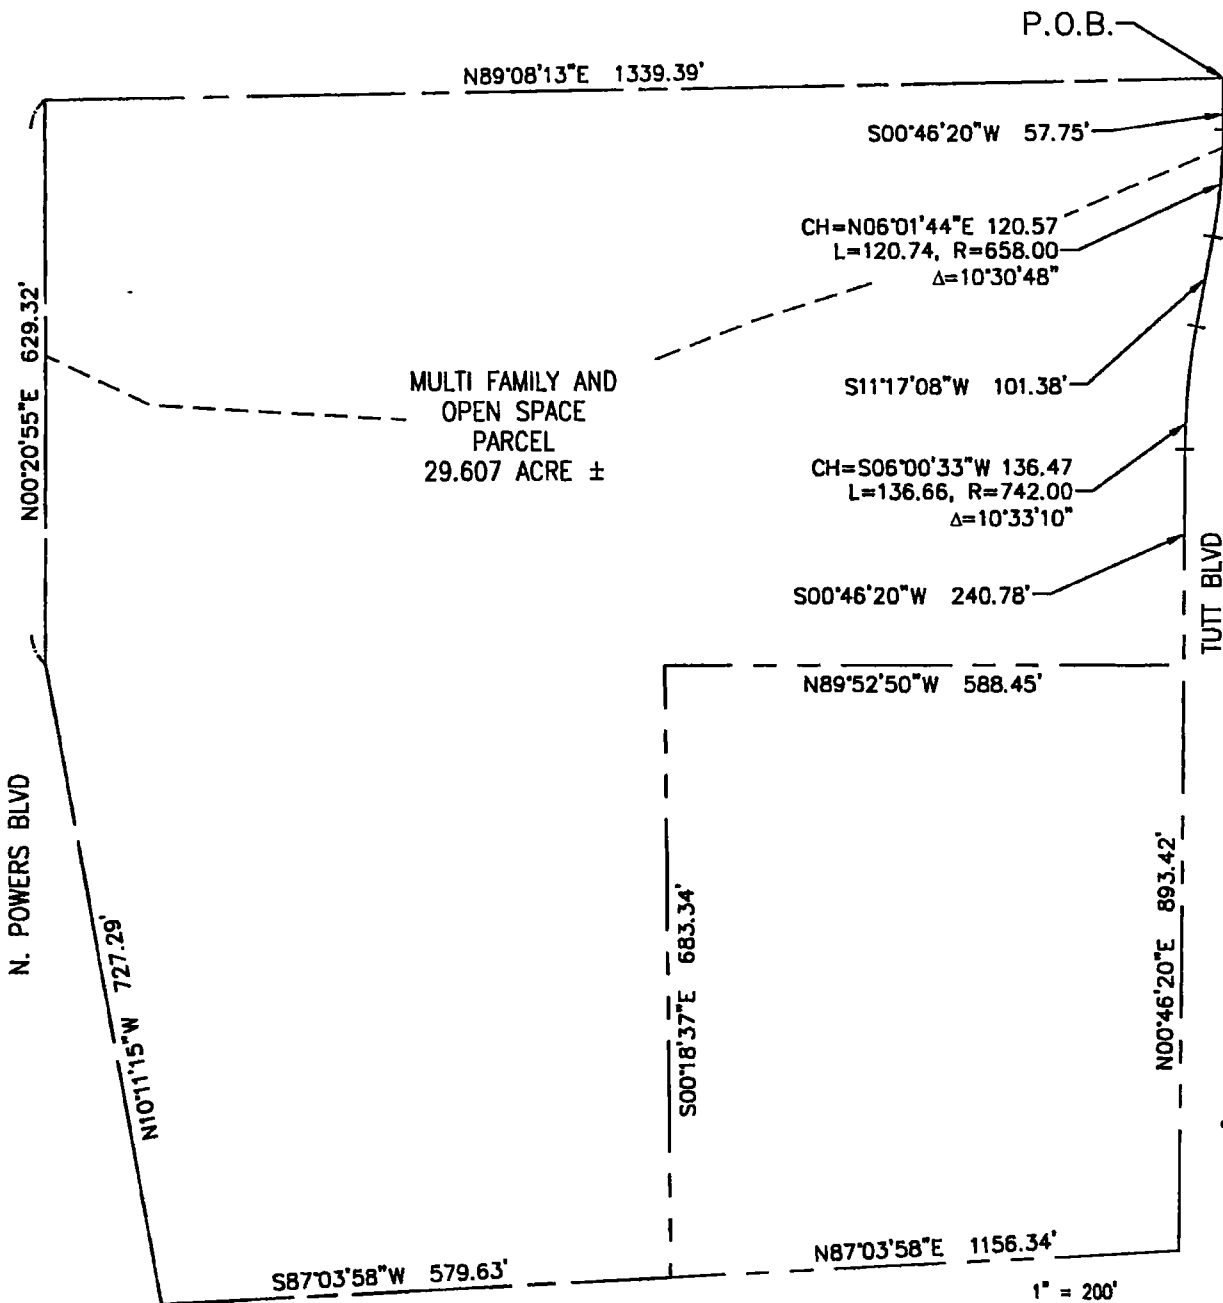 P.O.B.
N89°08'13"E 1339.39'
S00°46'20"W 57.75'
CH=N06°01'44"E 120.57
L=120.74, R=658.00
Δ=10°30'48"
N00°20'55"E 629.32'
MULTI FAMILY AND
OPEN SPACE
PARCEL
29.607 ACRE ±
S11°17'08"W 101.38'
CH=S06°00'33"W 136.47
L=136.66, R=742.00
Δ=10°33'10"
S00°46'20"W 240.78'
TUTT BLVD
N89°52'50"W 588.45'
N. POWERS BLVD
N10°11'15"W 727.29'
S00°18'37"E 683.34'
N00°46'20"E 893.42'
S87°03'58"W 579.63'
N87°03'58"E 1156.34'
1" = 200'